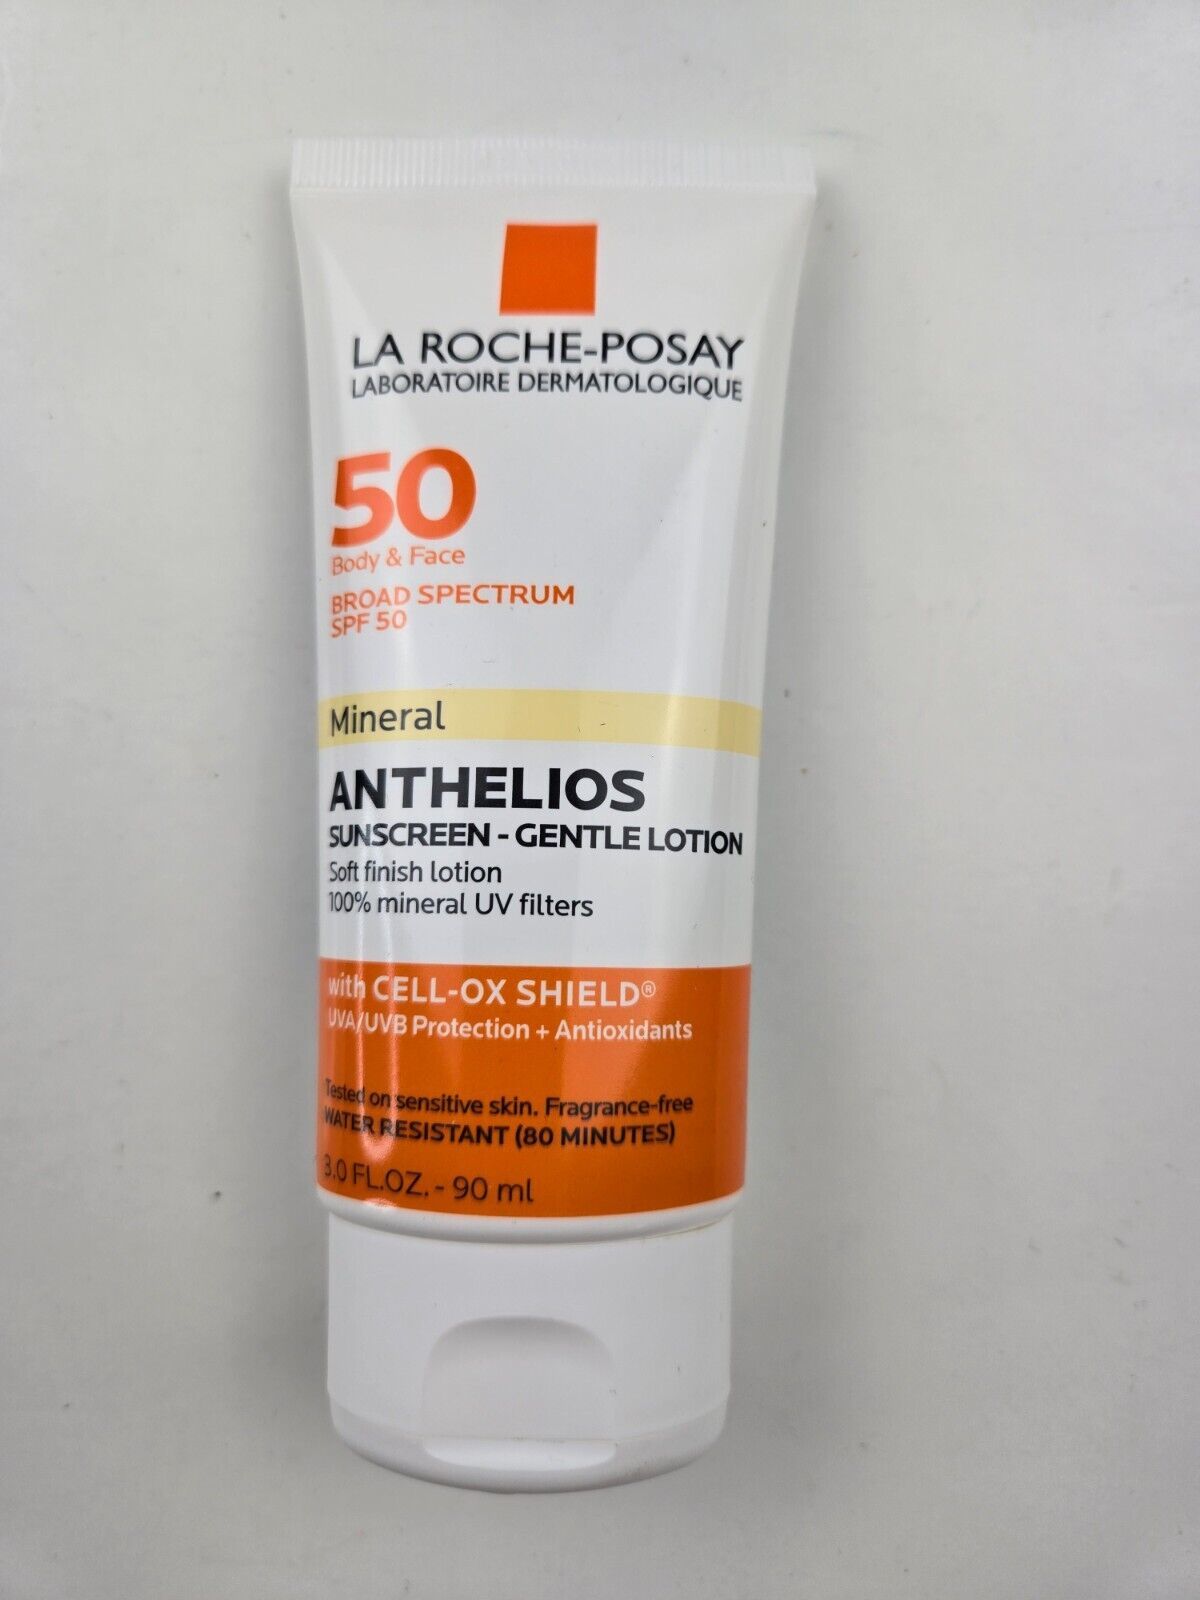 LA ROCHE-POSAY
LABORATOIRE DERMATOLOGIQUE
50
Body & Face
BROAD SPECTRUM
SPF 50
Mineral
ANTHELIOS
SUNSCREEN - GENTLE LOTION
Soft finish lotion
100% mineral UV filters
with CELL-OX SHIELD®
UVA/UVB Protection + Antioxidants
Tested on sensitive skin. Fragrance-free
WATER RESISTANT (80 MINUTES)
3.0 FL.OZ. - 90 ml